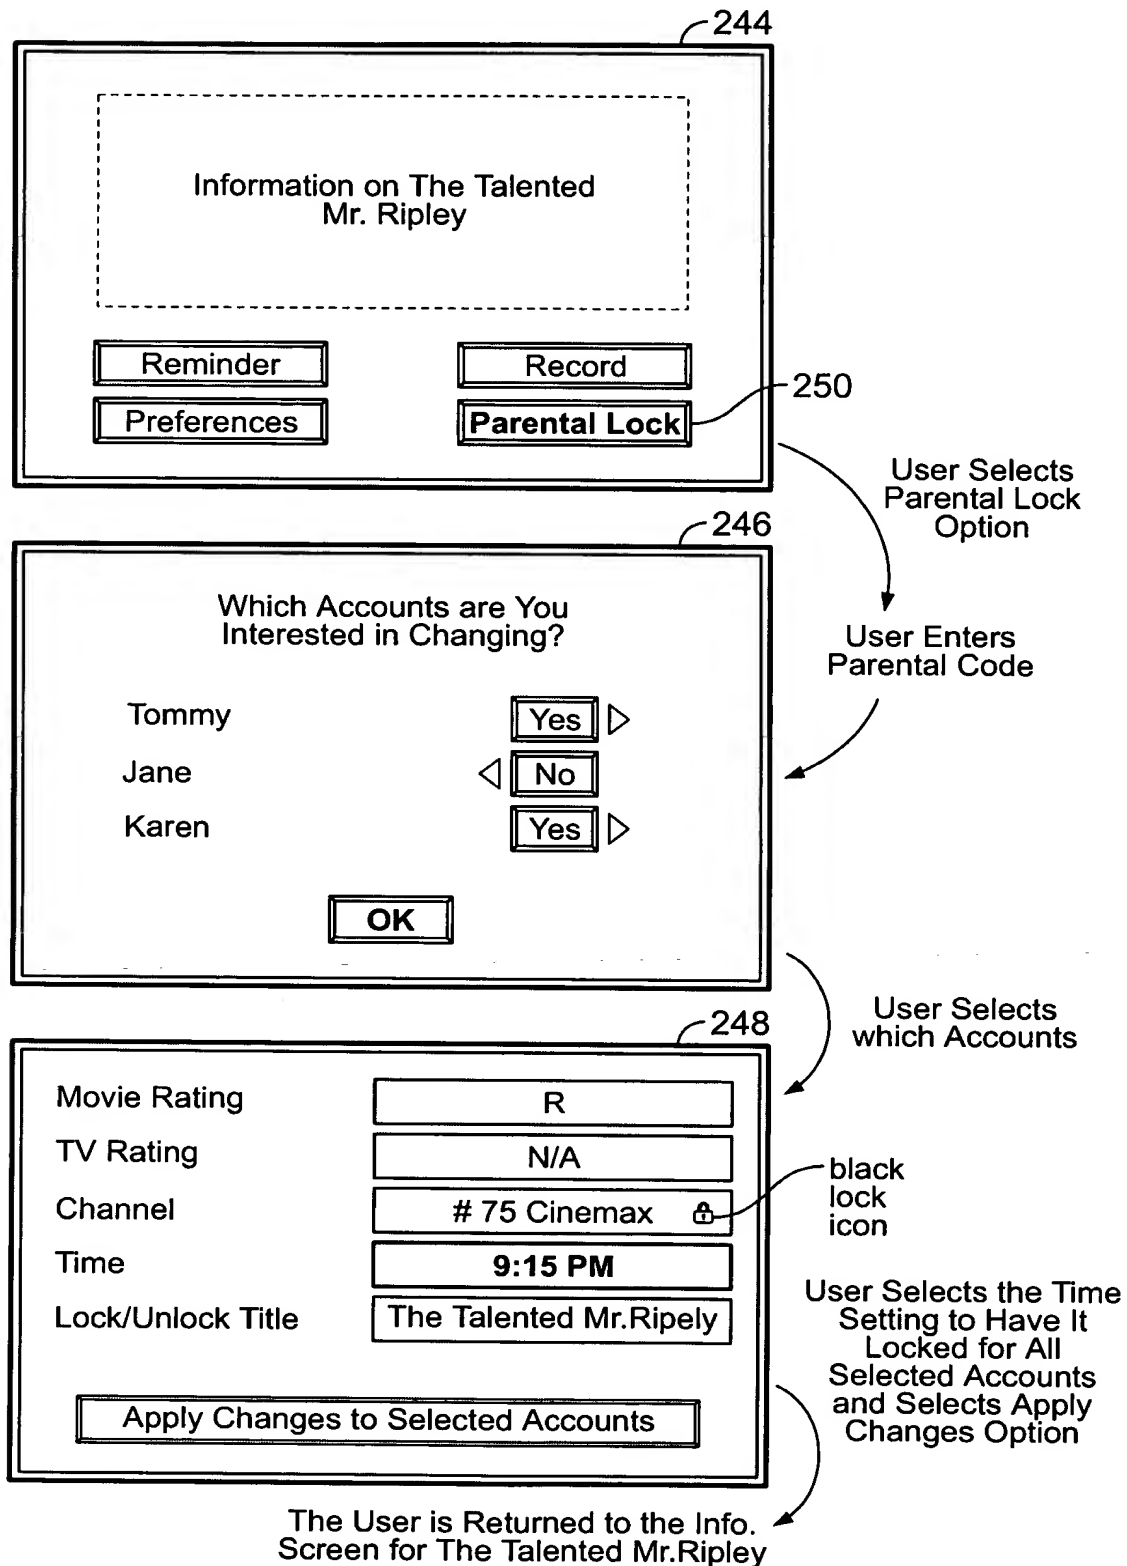 244
Information on The Talented
Mr. Ripley
Reminder
Record
Preferences
Parental Lock
250
User Selects
Parental Lock
Option
246
Which Accounts are You
Interested in Changing?
User Enters
Parental Code
Tommy
Yes
Jane
No
Karen
Yes
OK
User Selects
which Accounts
248
Movie Rating
R
TV Rating
N/A
Channel
# 75 Cinemax
black
lock
icon
Time
9:15 PM
Lock/Unlock Title
The Talented Mr.Ripely
User Selects the Time
Setting to Have It
Locked for All
Selected Accounts
and Selects Apply
Changes Option
Apply Changes to Selected Accounts
The User is Returned to the Info.
Screen for The Talented Mr.Ripley